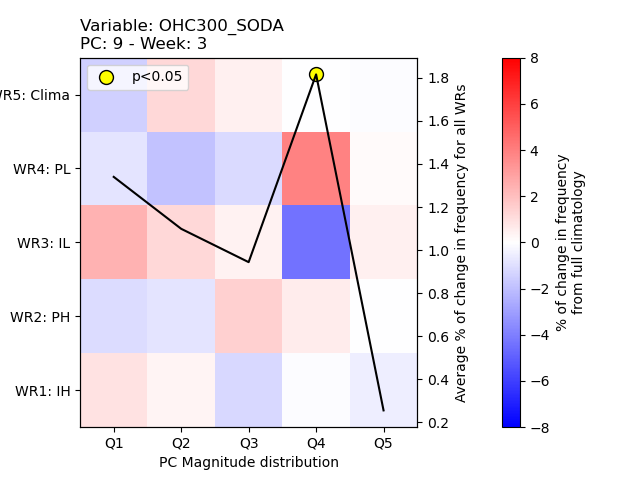 Variable: OHC300_SODA
PC: 9 - Week: 3
p<0.05
WR5: Clima
WR4: PL
WR3: IL
WR2: PH
WR1: IH
Q1 Q2 Q3 Q4 Q5
PC Magnitude distribution
1.8
1.6
1.4
1.2
1.0
0.8
0.6
0.4
0.2
Average % of change in frequency for all WRs
8
6
4
2
0
−2
−4
−6
−8
% of change in frequency
from full climatology